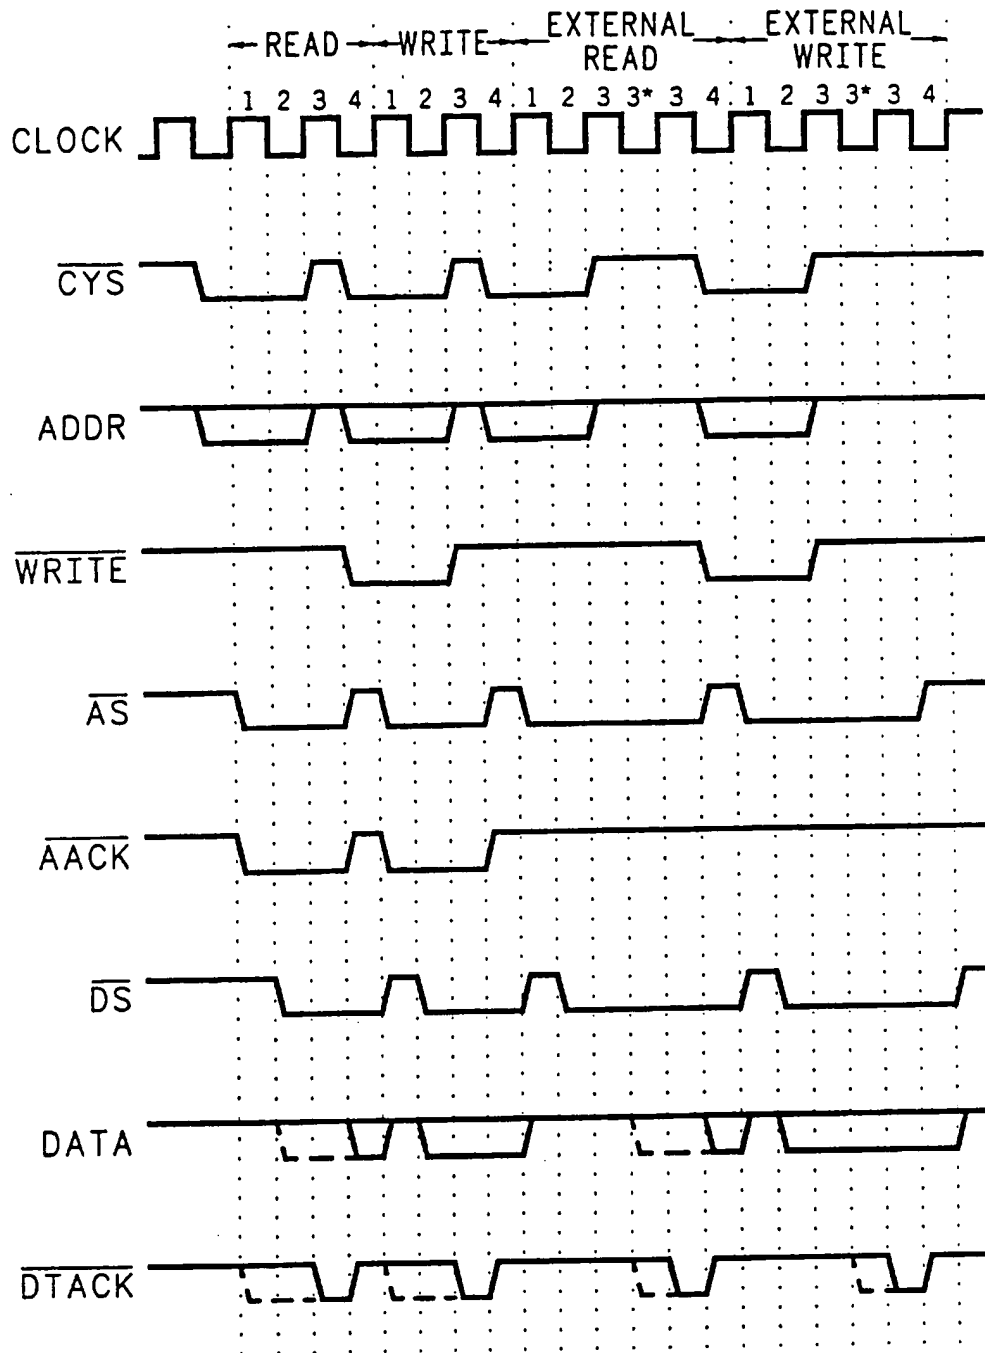 READ WRITE EXTERNAL EXTERNAL
READ WRITE
1 2 3 4 1 2 3 4 1 2 3 3* 3 4 1 2 3 3* 3 4
CLOCK
CYS
ADDR
WRITE
AS
AACK
DS
DATA
DTACK